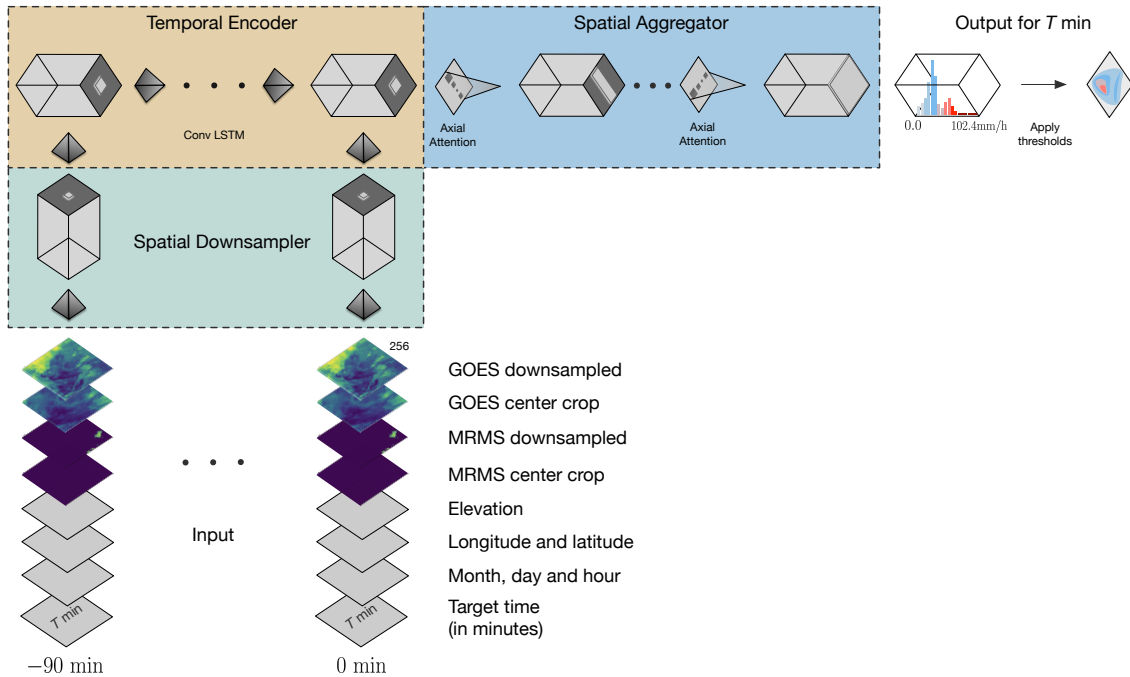 Temporal Encoder
Spatial Aggregator
Output for T min
Conv LSTM
Axial
Attention
Axial
Attention
0.0
102.4mm/h
Apply
thresholds
Spatial Downsampler
256
GOES downsampled
GOES center crop
MRMS downsampled
MRMS center crop
Elevation
Input
Longitude and latitude
Month, day and hour
T min
T min
Target time
(in minutes)
−90 min
0 min